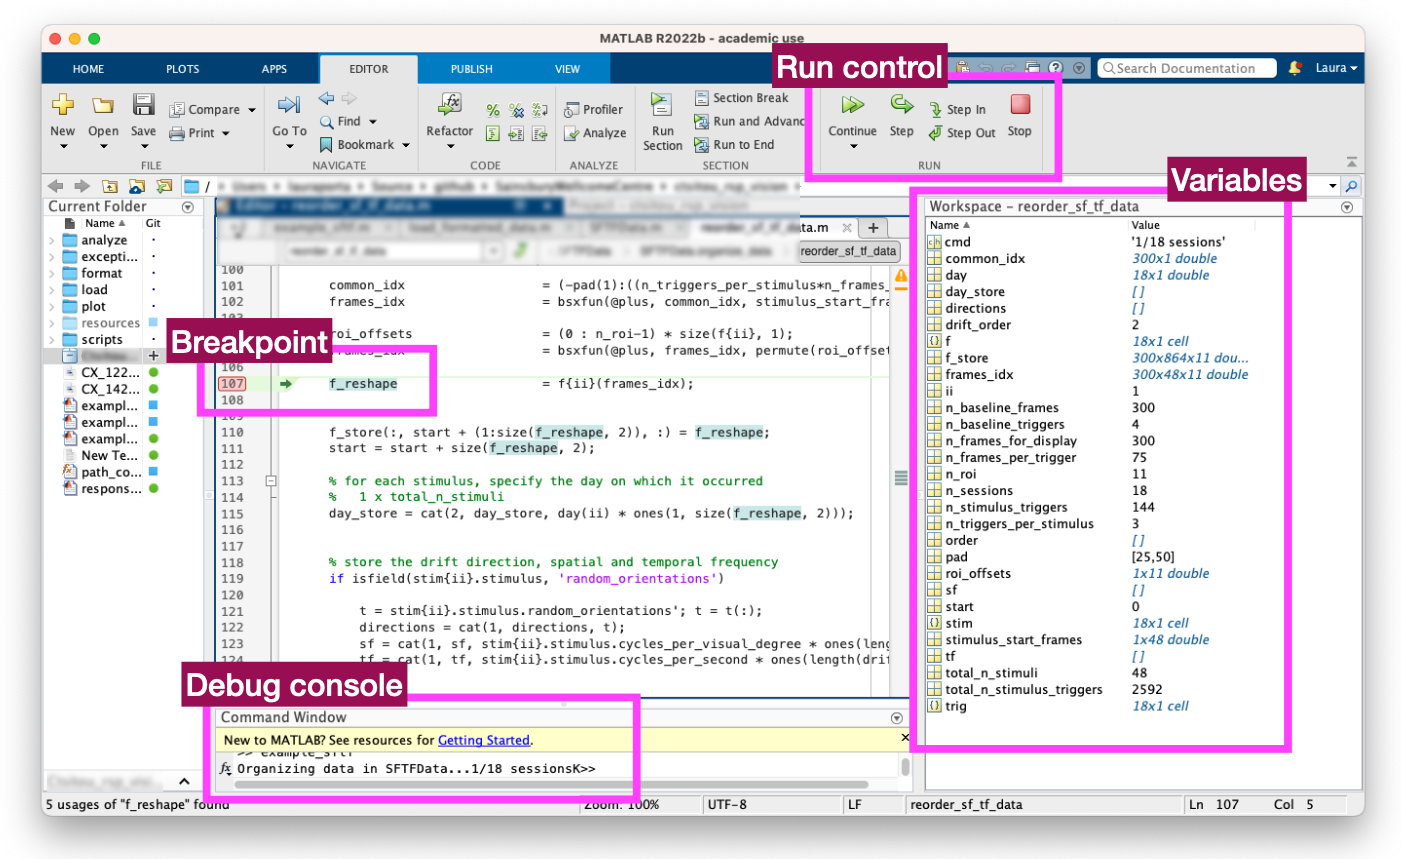 MATLAB R2022b - academic use
HOME PLOTS APPS EDITOR PUBLISH VIEW
Run control
Search Documentation
Laura
New Open Save Compare Print
FILE
Go To Find Bookmark
NAVIGATE
Refactor
CODE
Profiler
Analyze
ANALYZE
Run Section
Section Break
Run and Advanc
Run to End
SECTION
Continue Step Step In Step Out Stop
RUN
Variables
Current Folder
Name Git
analyze
excepti...
format
load
plot
resources
scripts
CX_122...
CX_142...
exampl...
exampl...
exampl...
New Te...
path_co...
respons...
reorder_sf_tf_data
100
101 common_idx = (-pad(1):((n_triggers_per_stimulus*n_frames_
102 frames_idx = bsxfun(@plus, common_idx, stimulus_start_fra
roi_offsets = (0 : n_roi-1) * size(f{ii}, 1);
Breakpoint
frames_idx = bsxfun(@plus, frames_idx, permute(roi_offset
106
107 f_reshape = f{ii}(frames_idx);
108
109
110 f_store(:, start + (1:size(f_reshape, 2)), :) = f_reshape;
111 start = start + size(f_reshape, 2);
112
113 % for each stimulus, specify the day on which it occurred
114 % 1 x total_n_stimuli
115 day_store = cat(2, day_store, day(ii) * ones(1, size(f_reshape, 2)));
116
117
118 % store the drift direction, spatial and temporal frequency
119 if isfield(stim{ii}.stimulus, 'random_orientations')
120
121 t = stim{ii}.stimulus.random_orientations'; t = t(:);
122 directions = cat(1, directions, t);
123 sf = cat(1, sf, stim{ii}.stimulus.cycles_per_visual_degree * ones(leng
124 tf = cat(1, tf, stim{ii}.stimulus.cycles_per_second * ones(length(drif
Debug console
Command Window
New to MATLAB? See resources for Getting Started.
>> example_sftf
fx Organizing data in SFTFData...1/18 sessionsK>>
Workspace - reorder_sf_tf_data
Name Value
cmd '1/18 sessions'
common_idx 300x1 double
day 18x1 double
day_store []
directions []
drift_order 2
f 18x1 cell
f_store 300x864x11 dou...
frames_idx 300x48x11 double
ii 1
n_baseline_frames 300
n_baseline_triggers 4
n_frames_for_display 300
n_frames_per_trigger 75
n_roi 11
n_sessions 18
n_stimulus_triggers 144
n_triggers_per_stimulus 3
order []
pad [25,50]
roi_offsets 1x11 double
sf []
start 0
stim 18x1 cell
stimulus_start_frames 1x48 double
tf []
total_n_stimuli 48
total_n_stimulus_triggers 2592
trig 18x1 cell
5 usages of "f_reshape" found Zoom: 100% UTF-8 LF reorder_sf_tf_data Ln 107 Col 5